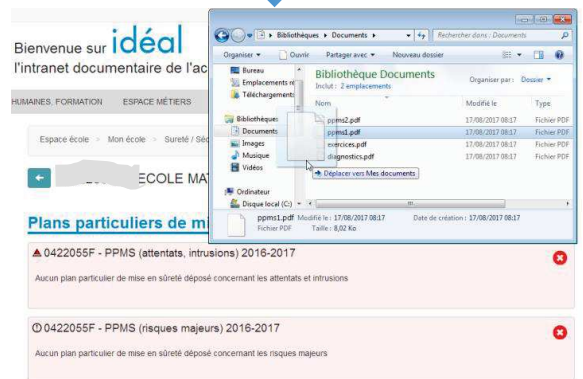 Bienvenue sur idéal
l'intranet documentaire de l'ac
HUMAINES, FORMATION ESPACE MÉTIERS
Espace école > Mon école > Sureté / Séc
ECOLE MA
Plans particuliers de mi
0422055F - PPMS (attentats, intrusions) 2016-2017
Aucun plan particulier de mise en sûreté déposé concernant les attentats et intrusions
0422055F - PPMS (risques majeurs) 2016-2017
Aucun plan particulier de mise en sûreté déposé concernant les risques majeurs
Bibliothèques ▸ Documents ▸
Rechercher dans : Documents
Organiser ▾ Ouvrir Partager avec ▾ Nouveau dossier
Bureau
Emplacements ré
Téléchargements
Bibliothèques
Documents
Images
Musique
Vidéos
Ordinateur
Disque local (C:)
Bibliothèque Documents
Inclut : 2 emplacements
Organiser par : Dossier ▾
Nom Modifié le Type
ppms2.pdf 17/08/2017 08:17 Fichier PDF
ppms1.pdf 17/08/2017 08:17 Fichier PDF
exercices.pdf 17/08/2017 08:17 Fichier PDF
diagnostics.pdf 17/08/2017 08:17 Fichier PDF
Déplacer vers Mes documents
ppms1.pdf Modifié le : 17/08/2017 08:17 Date de création : 17/08/2017 08:17
Fichier PDF Taille : 8,02 Ko